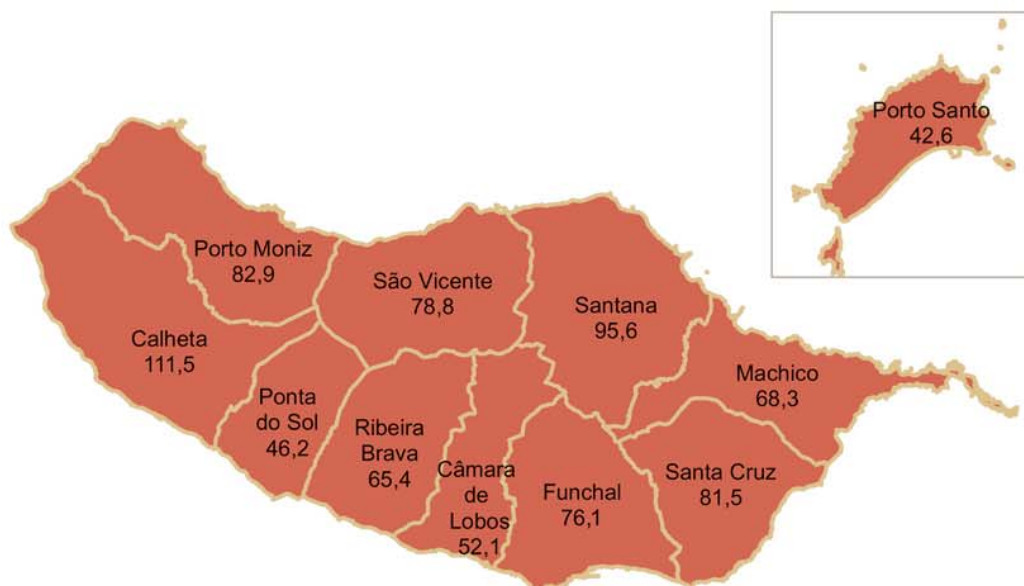 Porto Santo
42,6
Porto Moniz
82,9
São Vicente
78,8
Santana
95,6
Calheta
111,5
Machico
68,3
Ponta
do Sol
46,2
Ribeira
Brava
65,4
Câmara
de
Lobos
52,1
Funchal
76,1
Santa Cruz
81,5